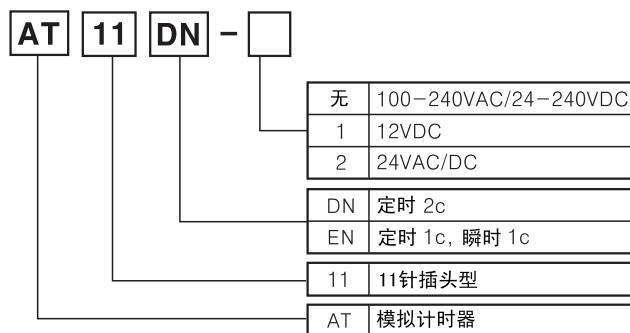 AT 11 DN -
无 100-240VAC/24-240VDC
1 12VDC
2 24VAC/DC
DN 定时 2c
EN 定时 1c, 瞬时 1c
11 11针插头型
AT 模拟计时器